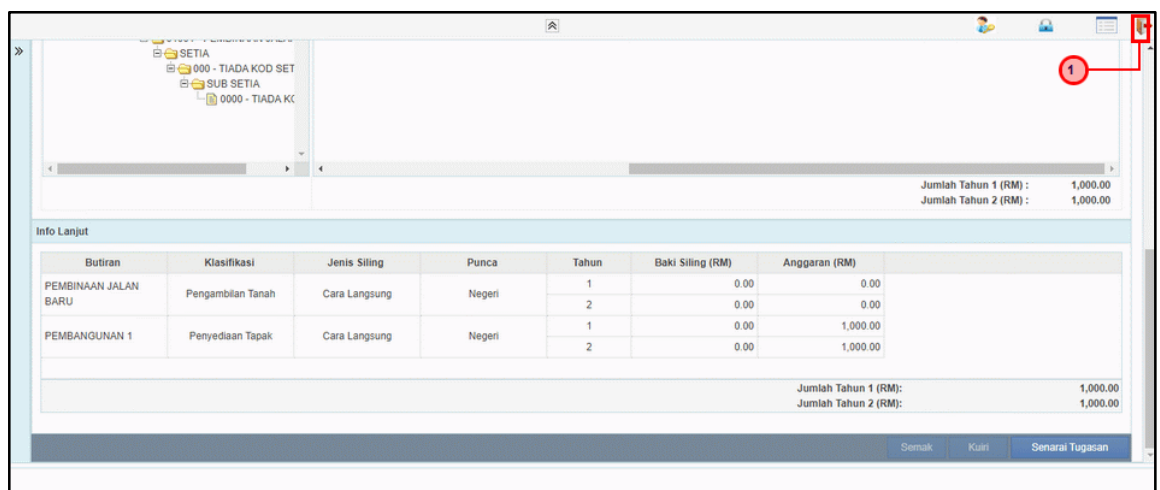 »
SETIA
000 - TIADA KOD SET
SUB SETIA
0000 - TIADA KO
1
Jumlah Tahun 1 (RM) : 1,000.00
Jumlah Tahun 2 (RM) : 1,000.00
Info Lanjut
Butiran Klasifikasi Jenis Siling Punca Tahun Baki Siling (RM) Anggaran (RM)
PEMBINAAN JALAN BARU Pengambilan Tanah Cara Langsung Negeri 1 0.00 0.00
2 0.00 0.00
PEMBANGUNAN 1 Penyediaan Tapak Cara Langsung Negeri 1 0.00 1,000.00
2 0.00 1,000.00
Jumlah Tahun 1 (RM): 1,000.00
Jumlah Tahun 2 (RM): 1,000.00
Semak Kuiri Senarai Tugasan